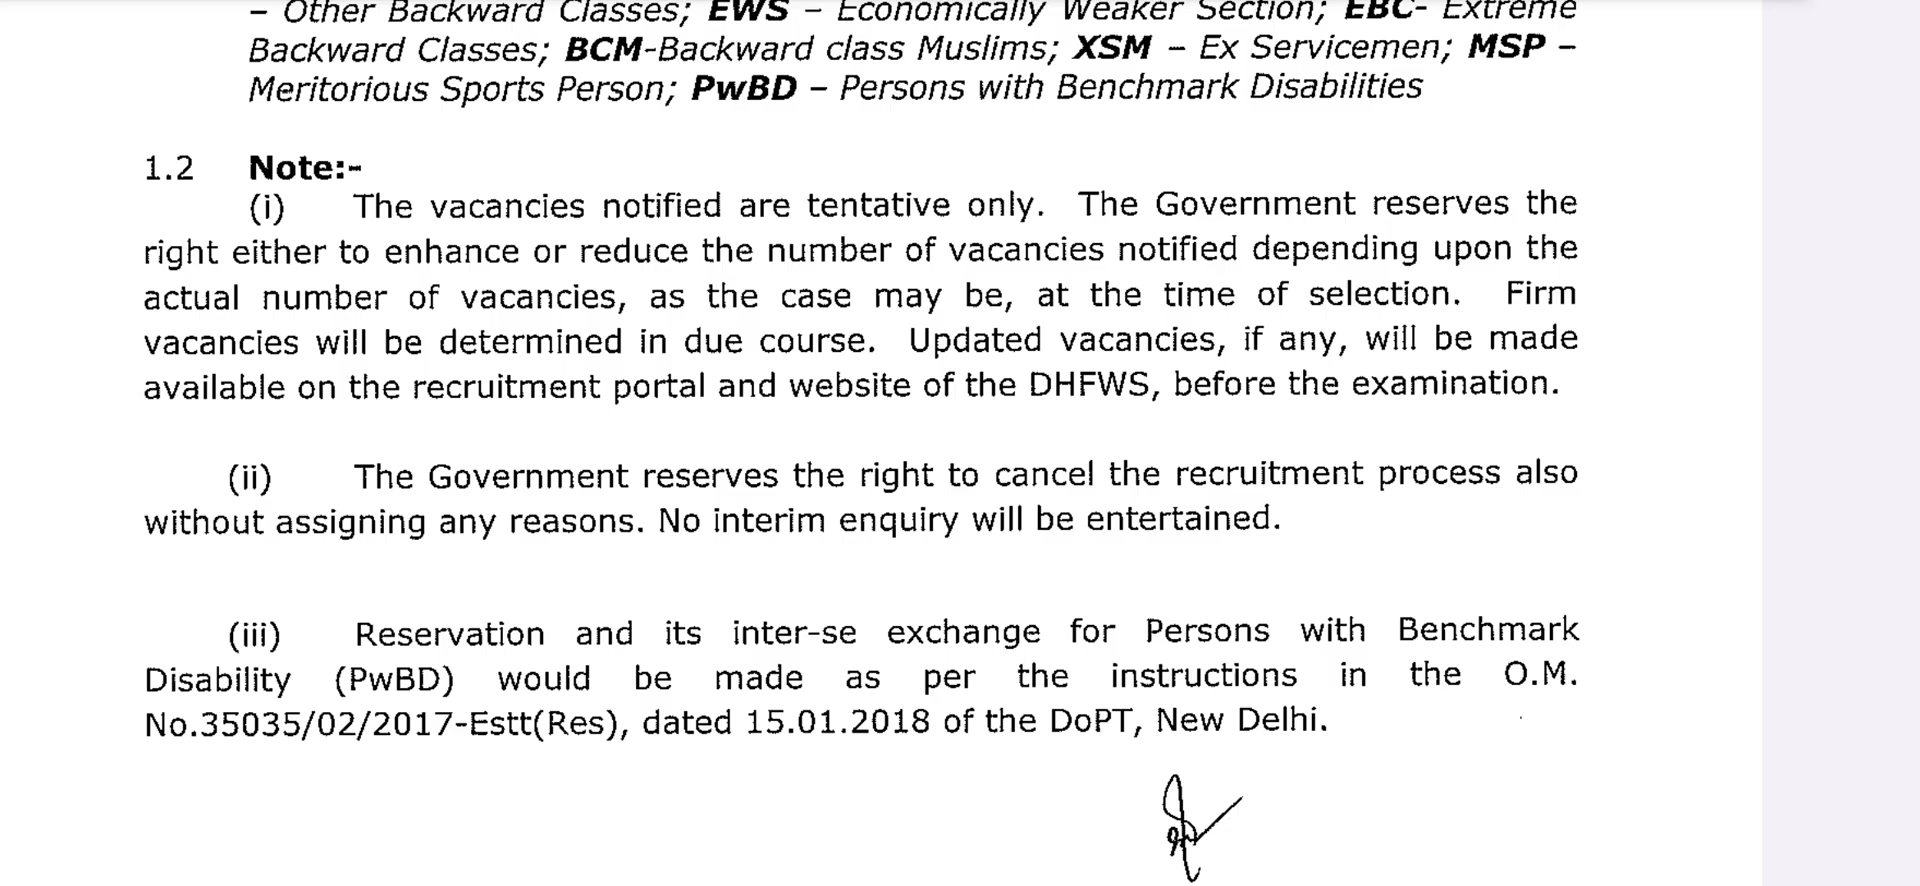 – Other Backward Classes; EWS – Economically Weaker Section; EBC- Extreme
Backward Classes; BCM-Backward class Muslims; XSM – Ex Servicemen; MSP –
Meritorious Sports Person; PwBD – Persons with Benchmark Disabilities
1.2 Note:-
(i) The vacancies notified are tentative only. The Government reserves the
right either to enhance or reduce the number of vacancies notified depending upon the
actual number of vacancies, as the case may be, at the time of selection. Firm
vacancies will be determined in due course. Updated vacancies, if any, will be made
available on the recruitment portal and website of the DHFWS, before the examination.
(ii) The Government reserves the right to cancel the recruitment process also
without assigning any reasons. No interim enquiry will be entertained.
(iii) Reservation and its inter-se exchange for Persons with Benchmark
Disability (PwBD) would be made as per the instructions in the O.M.
No.35035/02/2017-Estt(Res), dated 15.01.2018 of the DoPT, New Delhi.